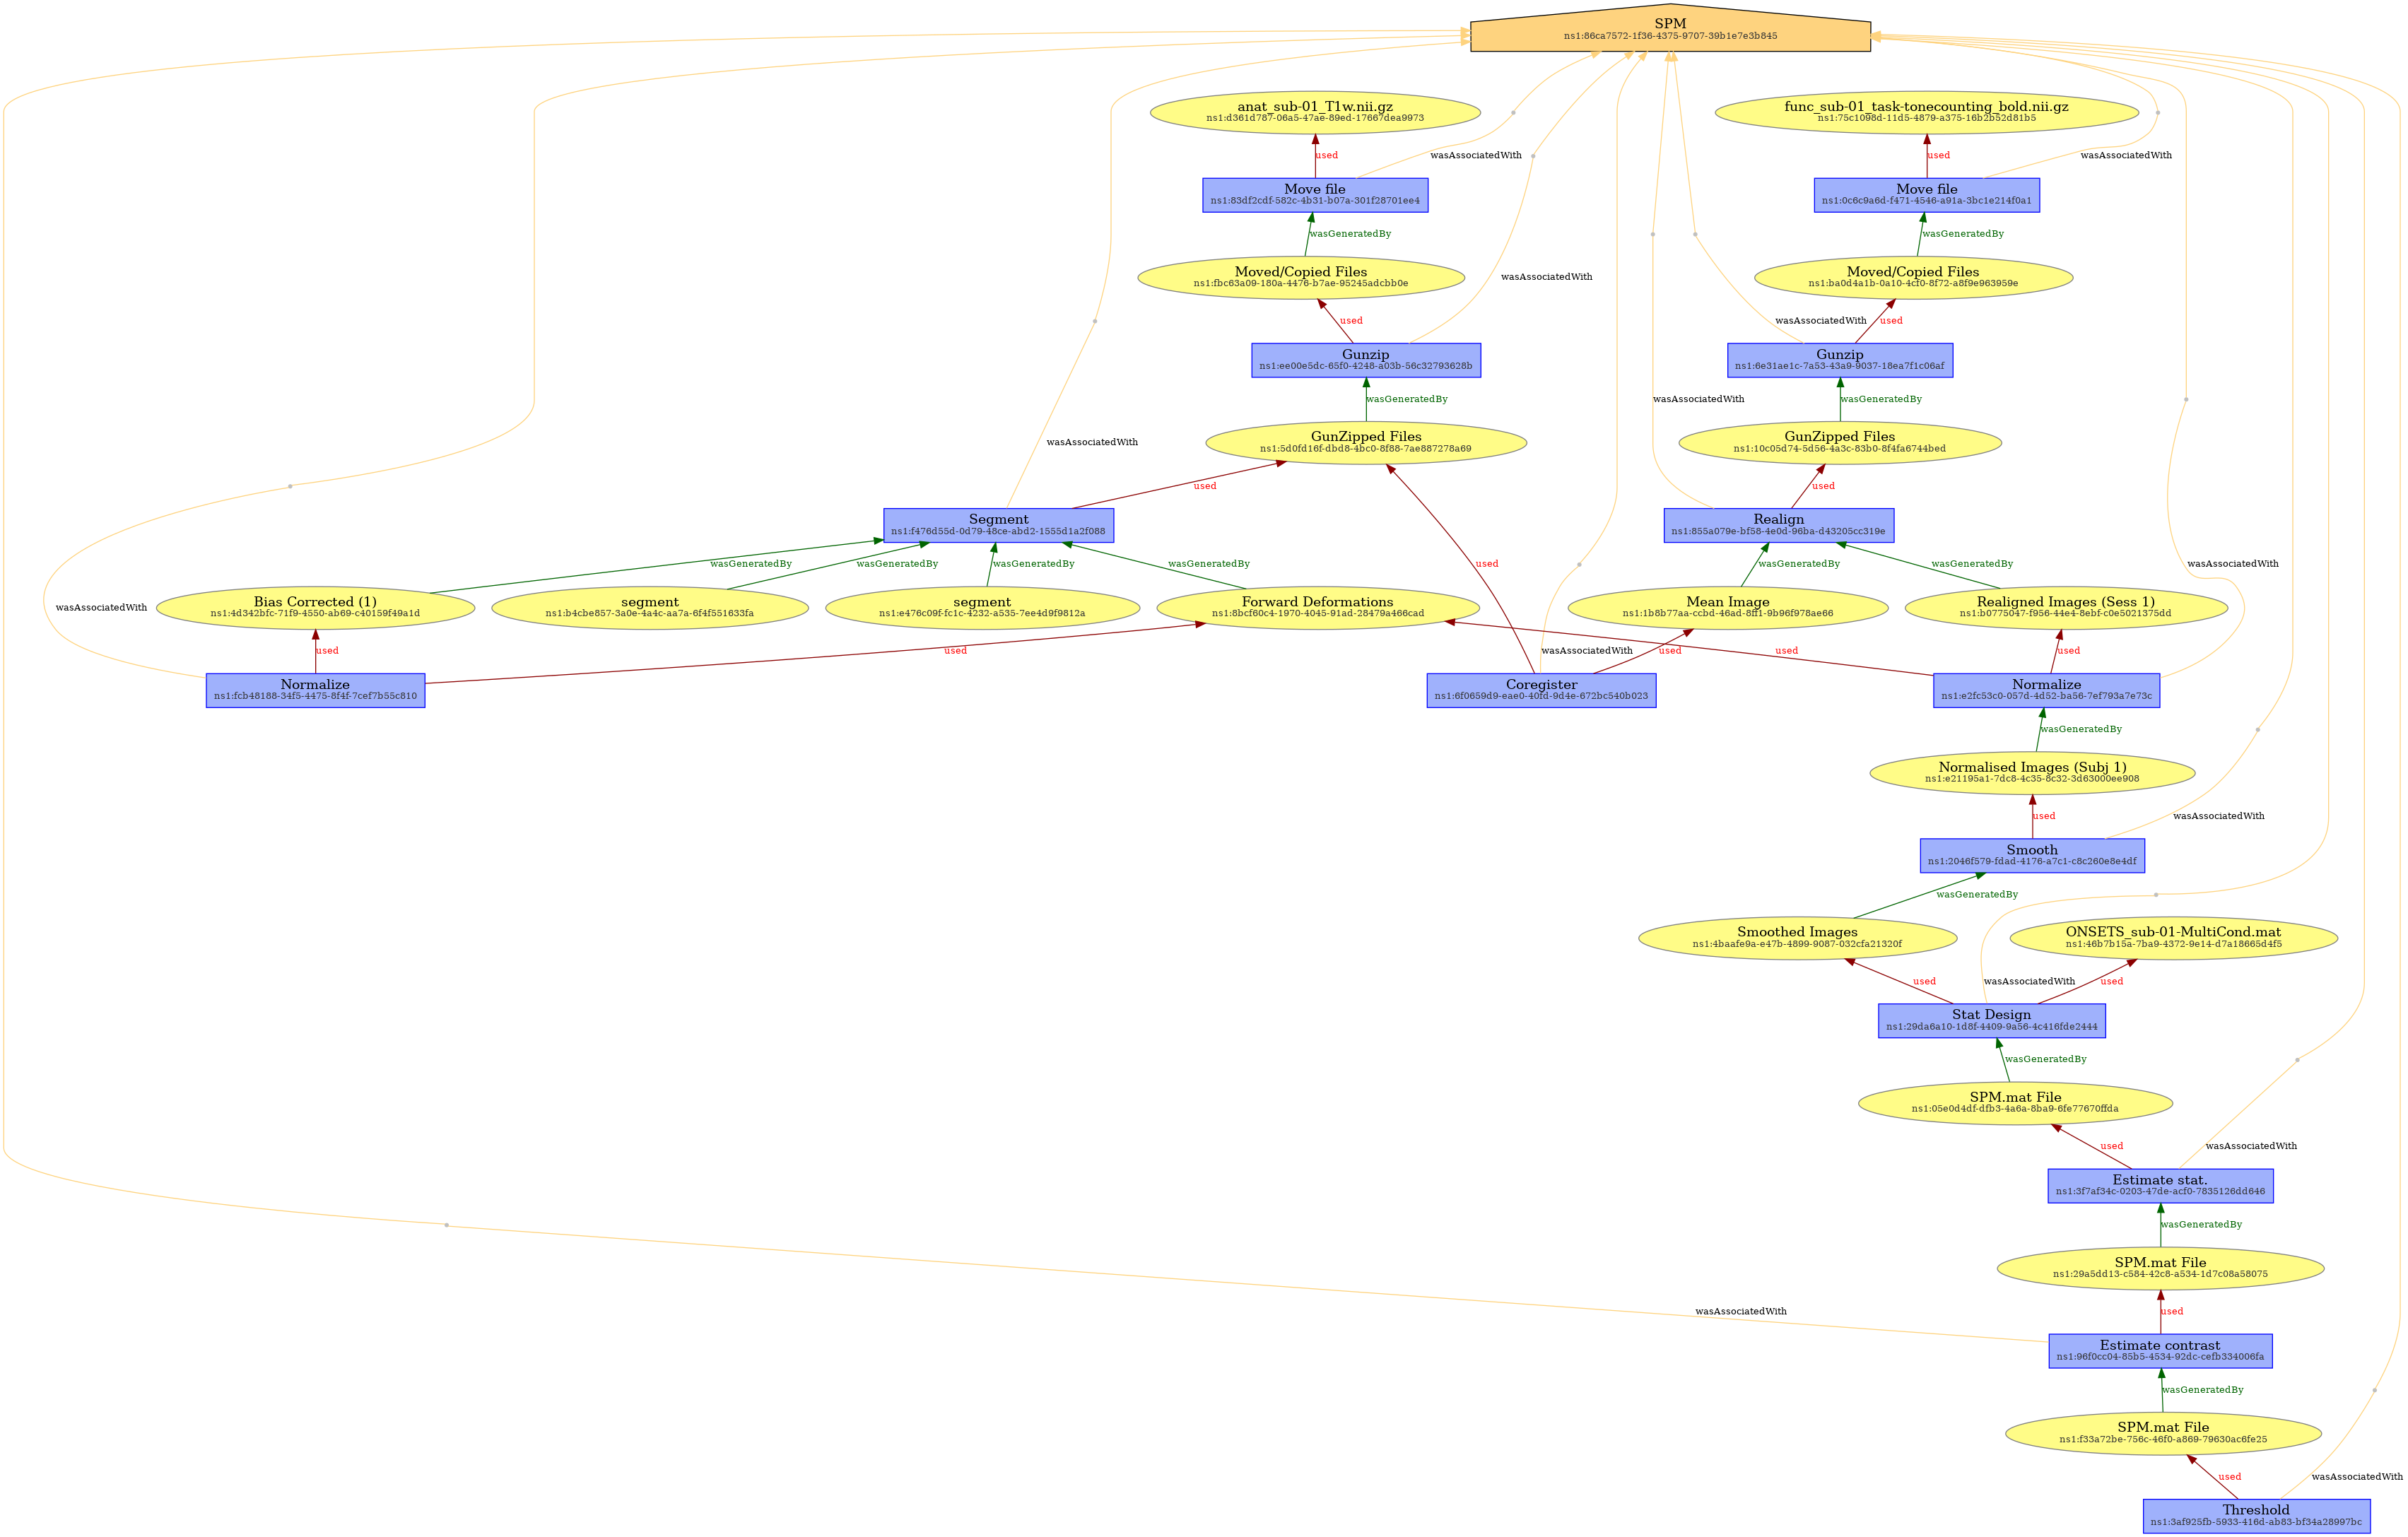 SPM
ns1:86ca7572-1f36-4375-9707-39b1e7e3b845
anat_sub-01_T1w.nii.gz
ns1:d361d787-06a5-47ae-89ed-17667dea9973
func_sub-01_task-tonecounting_bold.nii.gz
ns1:75c1098d-11d5-4879-a375-16b2b52d81b5
used
wasAssociatedWith
used
wasAssociatedWith
Move file
ns1:83df2cdf-582c-4b31-b07a-301f28701ee4
Move file
ns1:0c6c9a6d-f471-4546-a91a-3bc1e214f0a1
wasGeneratedBy
wasGeneratedBy
Moved/Copied Files
ns1:fbc63a09-180a-4476-b7ae-95245adcbb0e
wasAssociatedWith
Moved/Copied Files
ns1:ba0d4a1b-0a10-4cf0-8f72-a8f9e963959e
used
wasAssociatedWith
used
Gunzip
ns1:ee00e5dc-65f0-4248-a03b-56c32793628b
Gunzip
ns1:6e31ae1c-7a53-43a9-9037-18ea7f1c06af
wasGeneratedBy
wasAssociatedWith
wasGeneratedBy
wasAssociatedWith
GunZipped Files
ns1:5d0fd16f-dbd8-4bc0-8f88-7ae887278a69
GunZipped Files
ns1:10c05d74-5d56-4a3c-83b0-8f4fa6744bed
used
used
Segment
ns1:f476d55d-0d79-48ce-abd2-1555d1a2f088
Realign
ns1:855a079e-bf58-4e0d-96ba-d43205cc319e
wasGeneratedBy
wasGeneratedBy
wasGeneratedBy
wasGeneratedBy
used
wasGeneratedBy
wasGeneratedBy
wasAssociatedWith
wasAssociatedWith
Bias Corrected (1)
ns1:4d342bfc-71f9-4550-ab69-c40159f49a1d
segment
ns1:b4cbe857-3a0e-4a4c-aa7a-6f4f551633fa
segment
ns1:e476c09f-fc1c-4232-a535-7ee4d9f9812a
Forward Deformations
ns1:8bcf60c4-1970-4045-91ad-28479a466cad
Mean Image
ns1:1b8b77aa-ccbd-46ad-8ff1-9b96f978ae66
Realigned Images (Sess 1)
ns1:b0775047-f956-44e4-8ebf-c0e5021375dd
used
used
wasAssociatedWith
used
used
used
Normalize
ns1:fcb48188-34f5-4475-8f4f-7cef7b55c810
Coregister
ns1:6f0659d9-eae0-40fd-9d4e-672bc540b023
Normalize
ns1:e2fc53c0-057d-4d52-ba56-7ef793a7e73c
wasGeneratedBy
Normalised Images (Subj 1)
ns1:e21195a1-7dc8-4c35-8c32-3d63000ee908
used
wasAssociatedWith
Smooth
ns1:2046f579-fdad-4176-a7c1-c8c260e8e4df
wasGeneratedBy
Smoothed Images
ns1:4baafe9a-e47b-4899-9087-032cfa21320f
ONSETS_sub-01-MultiCond.mat
ns1:46b7b15a-7ba9-4372-9e14-d7a18665d4f5
used
wasAssociatedWith
used
Stat Design
ns1:29da6a10-1d8f-4409-9a56-4c416fde2444
wasGeneratedBy
SPM.mat File
ns1:05e0d4df-dfb3-4a6a-8ba9-6fe77670ffda
used
wasAssociatedWith
Estimate stat.
ns1:3f7af34c-0203-47de-acf0-7835126dd646
wasGeneratedBy
SPM.mat File
ns1:29a5dd13-c584-42c8-a534-1d7c08a58075
wasAssociatedWith
used
Estimate contrast
ns1:96f0cc04-85b5-4534-92dc-cefb334006fa
wasGeneratedBy
SPM.mat File
ns1:f33a72be-756c-46f0-a869-79630ac6fe25
used
wasAssociatedWith
Threshold
ns1:3af925fb-5933-416d-ab83-bf34a28997bc